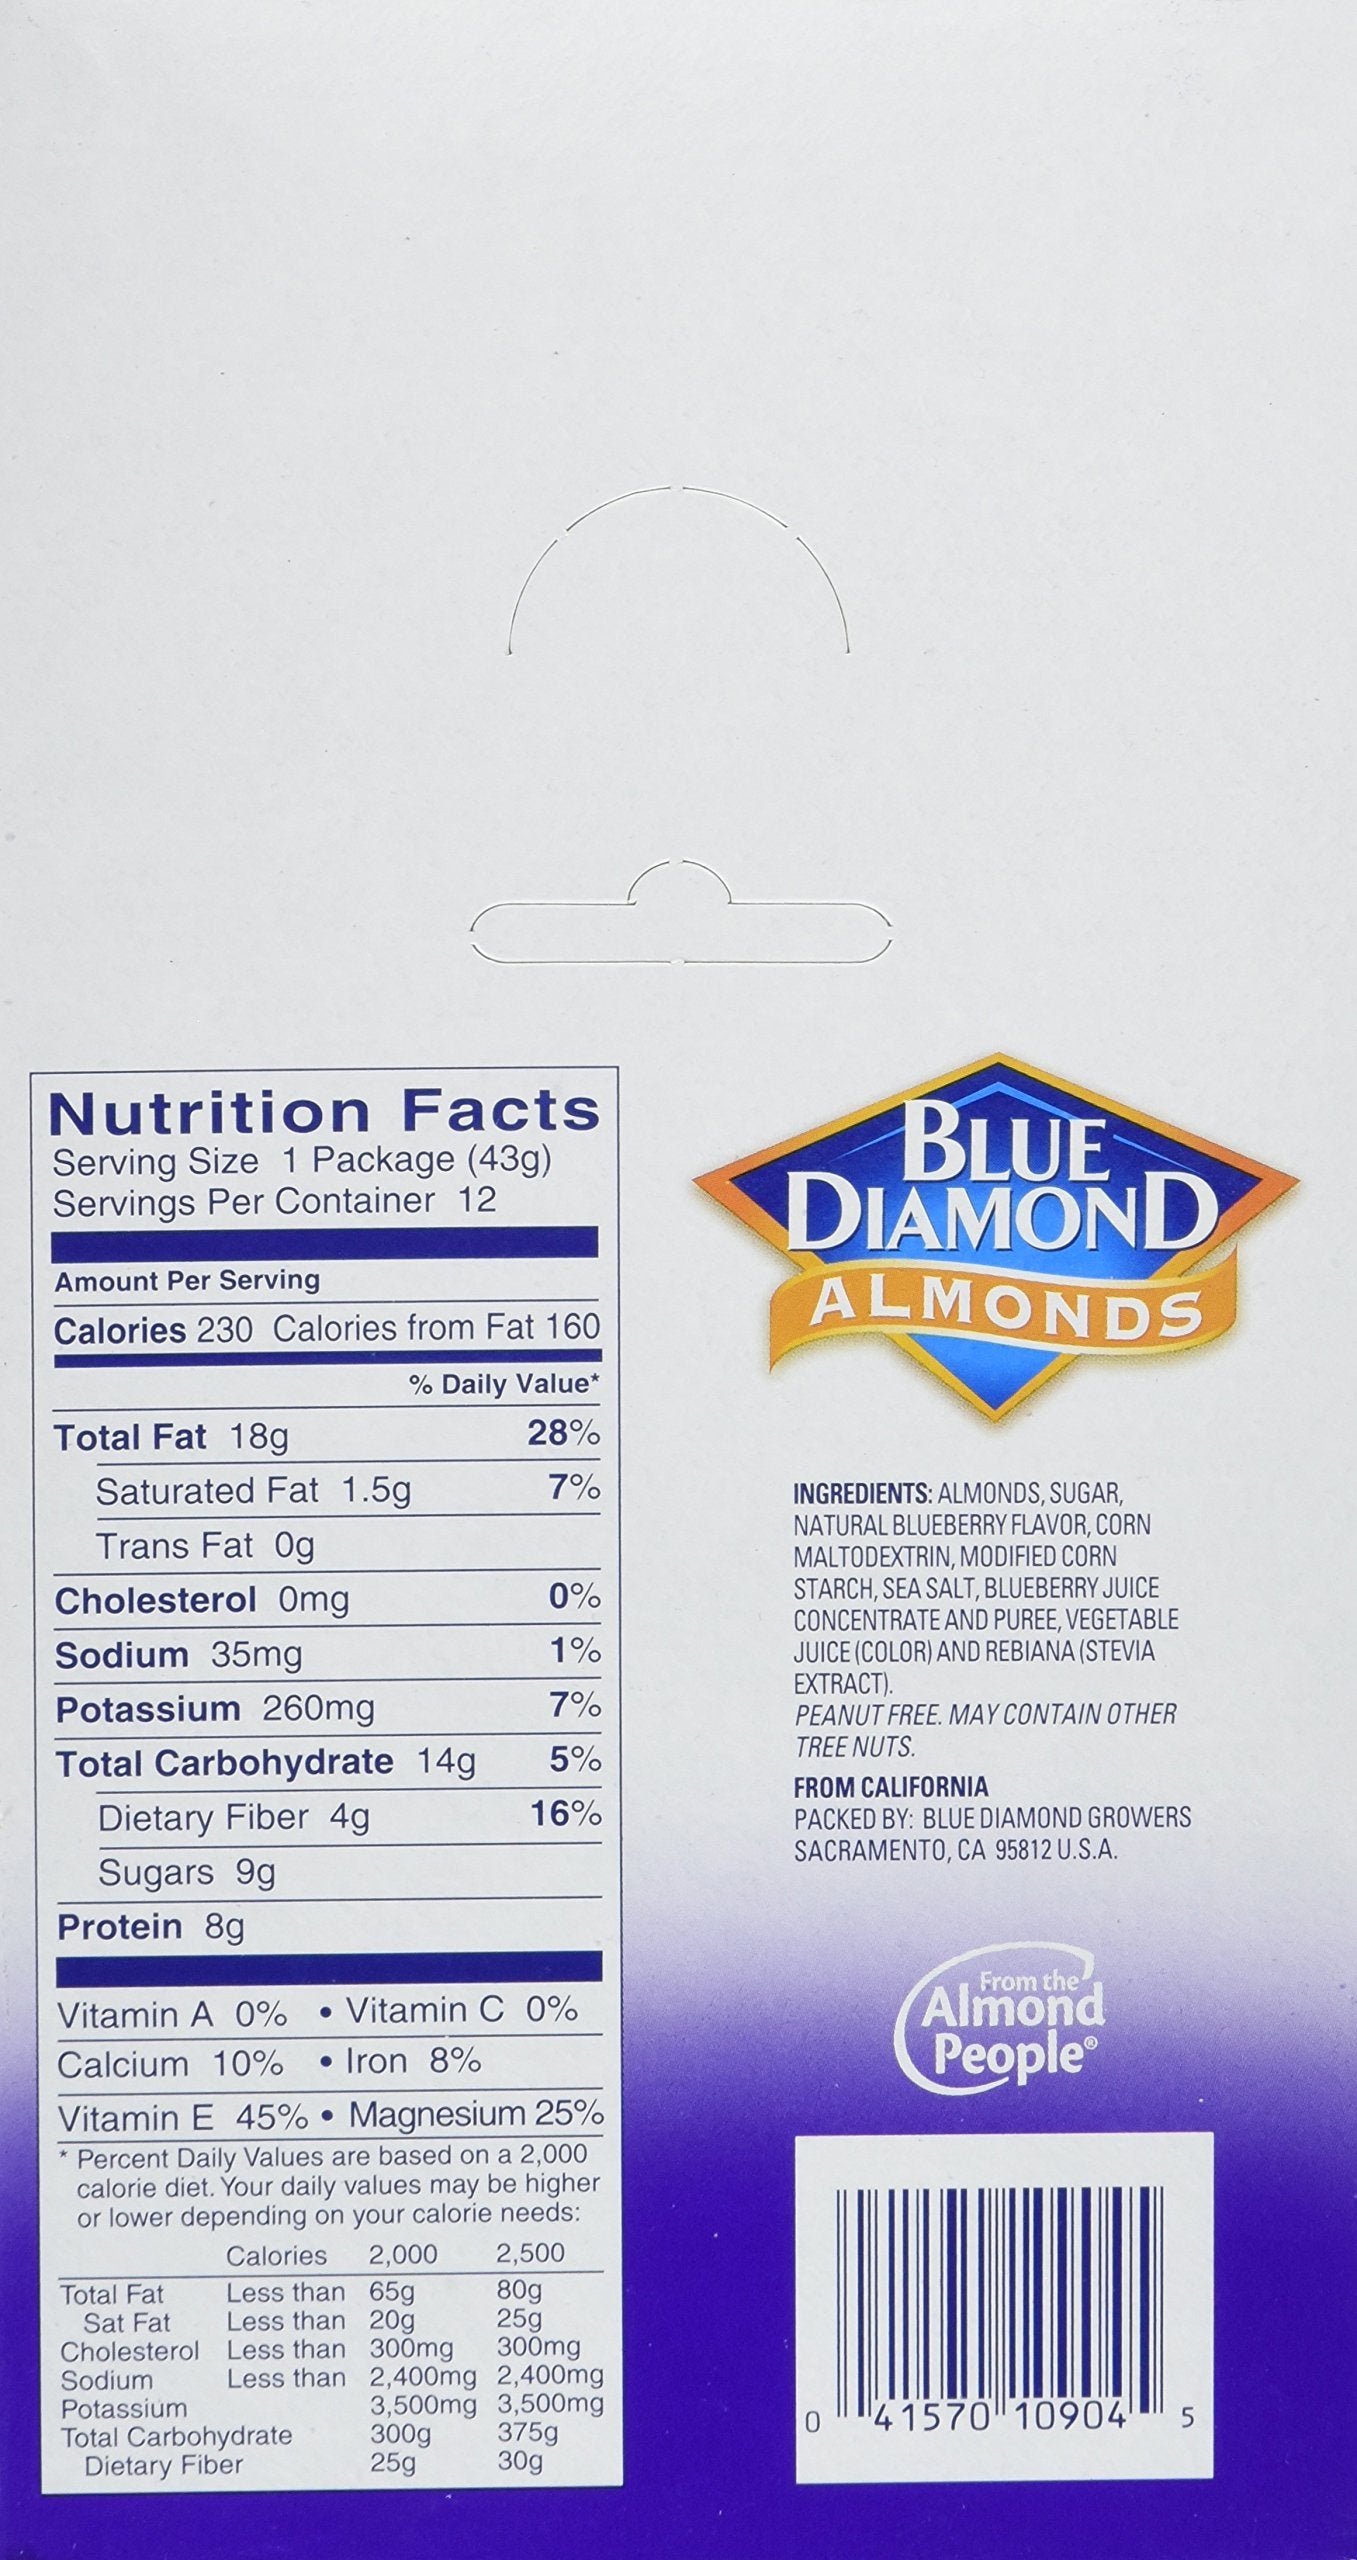 Nutrition Facts
Serving Size 1 Package (43g)
Servings Per Container 12
Amount Per Serving
Calories 230 Calories from Fat 160
% Daily Value*
Total Fat 18g 28%
Saturated Fat 1.5g 7%
Trans Fat 0g
Cholesterol 0mg 0%
Sodium 35mg 1%
Potassium 260mg 7%
Total Carbohydrate 14g 5%
Dietary Fiber 4g 16%
Sugars 9g
Protein 8g
Vitamin A 0% • Vitamin C 0%
Calcium 10% • Iron 8%
Vitamin E 45% • Magnesium 25%
* Percent Daily Values are based on a 2,000
calorie diet. Your daily values may be higher
or lower depending on your calorie needs:
Calories 2,000 2,500
Total Fat Less than 65g 80g
Sat Fat Less than 20g 25g
Cholesterol Less than 300mg 300mg
Sodium Less than 2,400mg 2,400mg
Potassium 3,500mg 3,500mg
Total Carbohydrate 300g 375g
Dietary Fiber 25g 30g
BLUE
DIAMOND
ALMONDS
INGREDIENTS: ALMONDS, SUGAR,
NATURAL BLUEBERRY FLAVOR, CORN
MALTODEXTRIN, MODIFIED CORN
STARCH, SEA SALT, BLUEBERRY JUICE
CONCENTRATE AND PUREE, VEGETABLE
JUICE (COLOR) AND REBIANA (STEVIA
EXTRACT).
PEANUT FREE. MAY CONTAIN OTHER
TREE NUTS.
FROM CALIFORNIA
PACKED BY: BLUE DIAMOND GROWERS
SACRAMENTO, CA 95812 U.S.A.
From the
Almond
People®
0 41570 10904 5